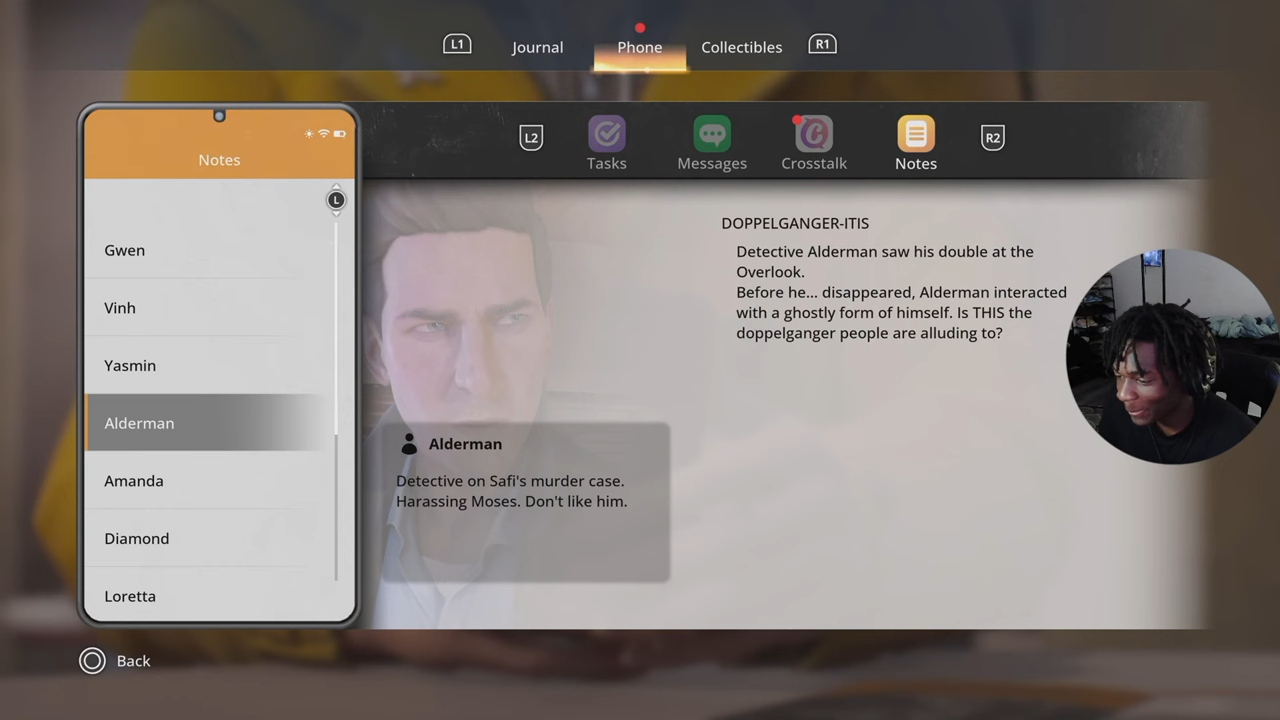 L1
Journal
Phone
Collectibles
R1
Notes
L2
Tasks
Messages
Crosstalk
Notes
R2
L
Gwen
Vinh
Yasmin
Alderman
Amanda
Diamond
Loretta
DOPPELGANGER-ITIS
Detective Alderman saw his double at the
Overlook.
Before he... disappeared, Alderman interacted
with a ghostly form of himself. Is THIS the
doppelganger people are alluding to?
Alderman
Detective on Safi's murder case.
Harassing Moses. Don't like him.
Back